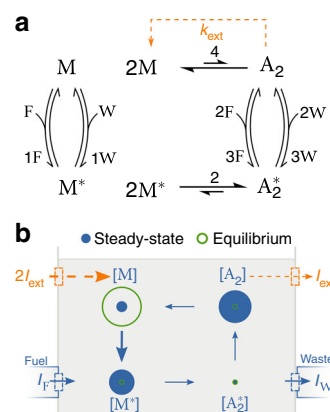 a
k_ext
M 2M 4 A₂
F W 2F 2W
1F 1W 3F 3W
M* 2M* 2 A₂*
b
Steady-state Equilibrium
2I_ext [M] [A₂] I_ex
Fuel Waste
I_F I_W
[M*] [A₂*]